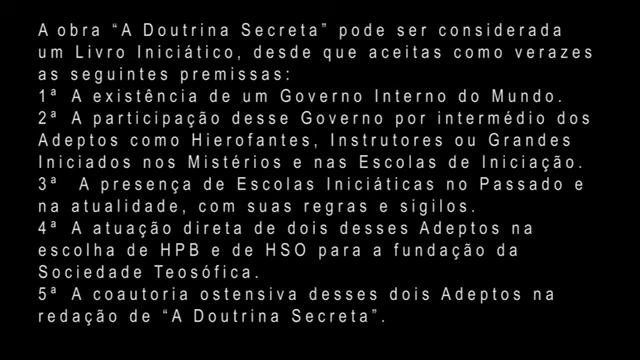 A obra “A Doutrina Secreta” pode ser considerada
um Livro Iniciático, desde que aceitas como verazes
as seguintes premissas:
1ª A existência de um Governo Interno do Mundo.
2ª A participação desse Governo por intermédio dos
Adeptos como Hierofantes, Instrutores ou Grandes
Iniciados nos Mistérios e nas Escolas de Iniciação.
3ª A presença de Escolas Iniciáticas no Passado e
na atualidade, com suas regras e sigilos.
4ª A atuação direta de dois desses Adeptos na
escolha de HPB e de HSO para a fundação da
Sociedade Teosófica.
5ª A coautoria ostensiva desses dois Adeptos na
redação de “A Doutrina Secreta”.